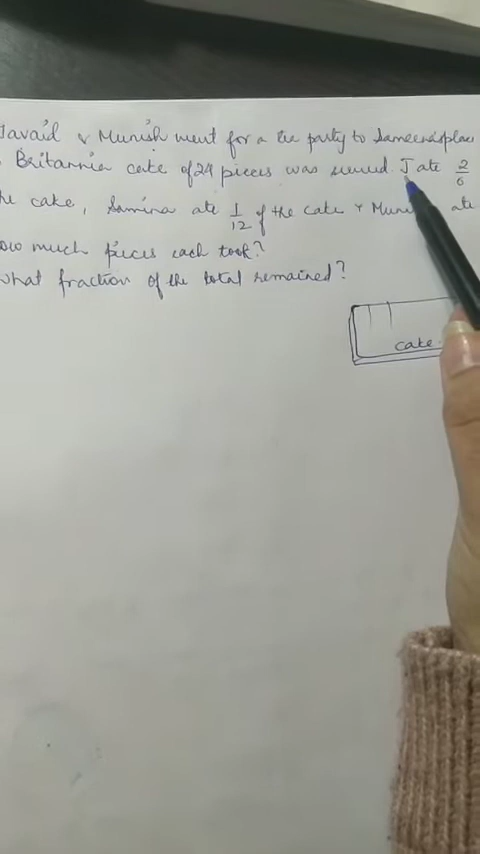 Javaid & Munish went for a tea party to Sameena's place
Britannia cake of 24 pieces was served. J ate 2/6
he cake, Samina ate 1/12 of the cake & Muni ate
ow much pieces each took?
what fraction of the total remained?
cake.